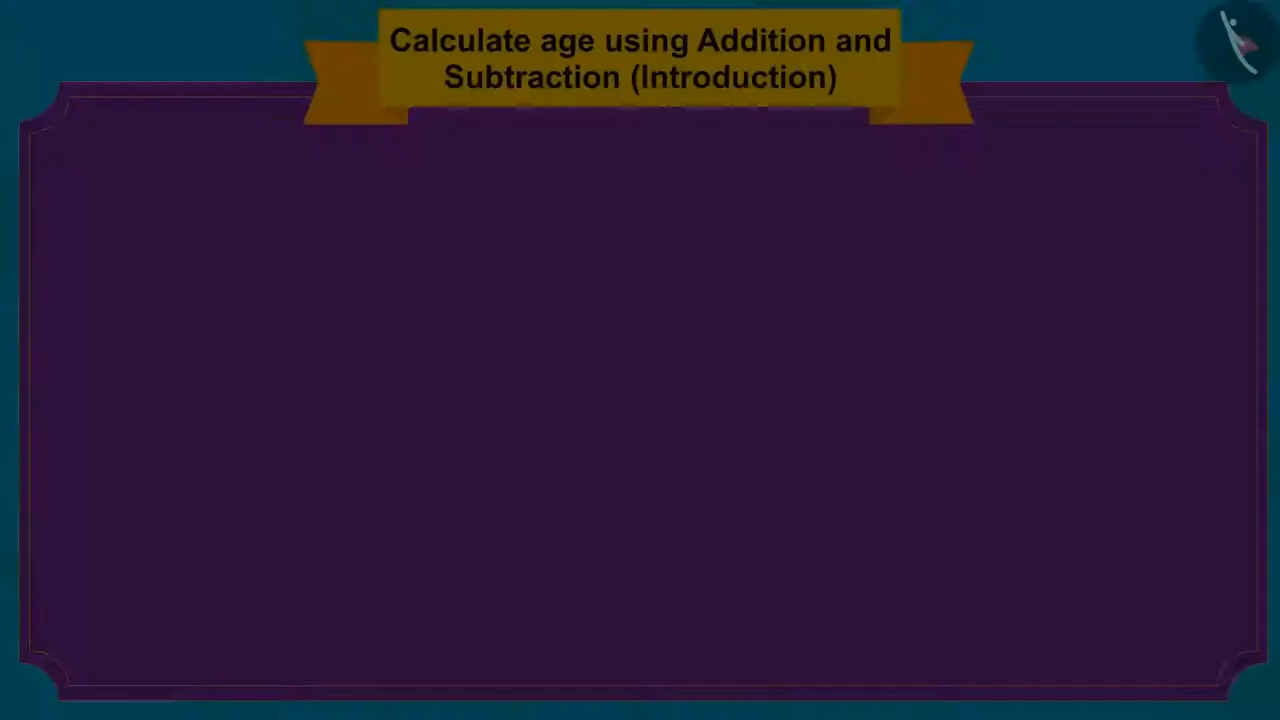 Calculate age using Addition and
Subtraction (Introduction)